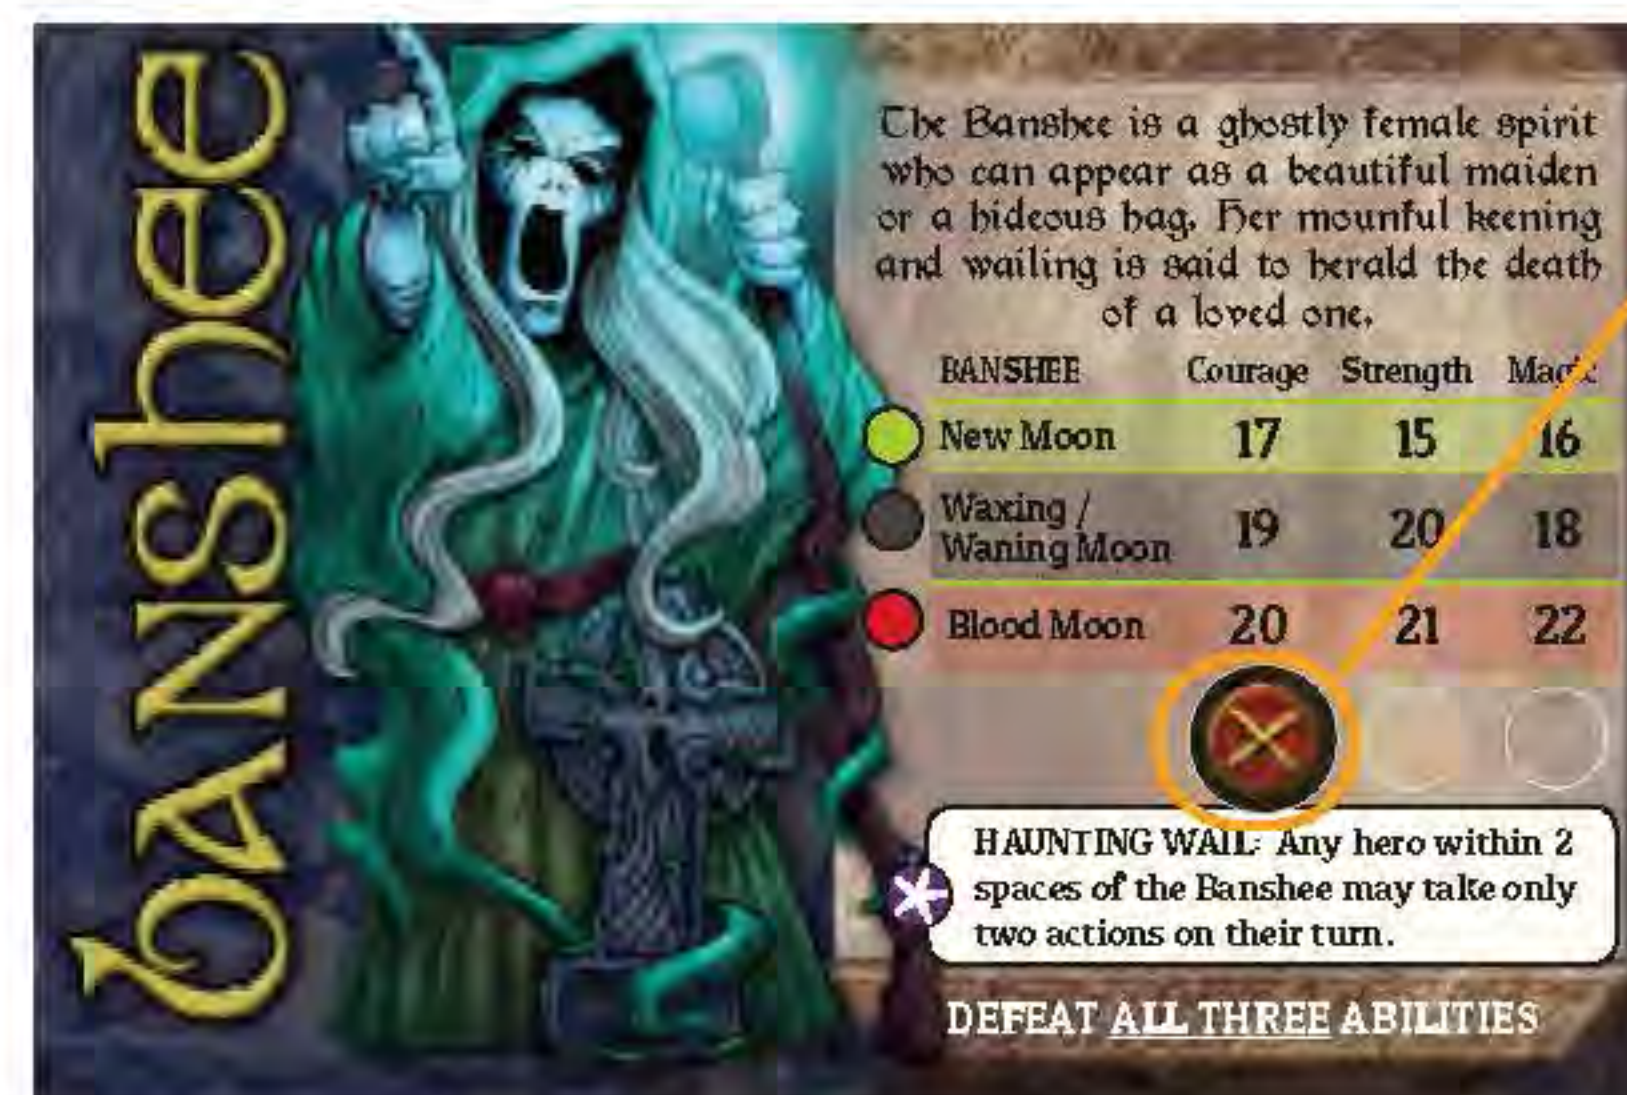 banshee
The Banshee is a ghostly female spirit
who can appear as a beautiful maiden
or a hideous hag. Her mounful keening
and wailing is said to herald the death
of a loved one.
BANSHEE Courage Strength Magic
New Moon 17 15 16
Waxing /
Waning Moon 19 20 18
Blood Moon 20 21 22
HAUNTING WAIL: Any hero within 2
spaces of the Banshee may take only
two actions on their turn.
DEFEAT ALL THREE ABILITIES